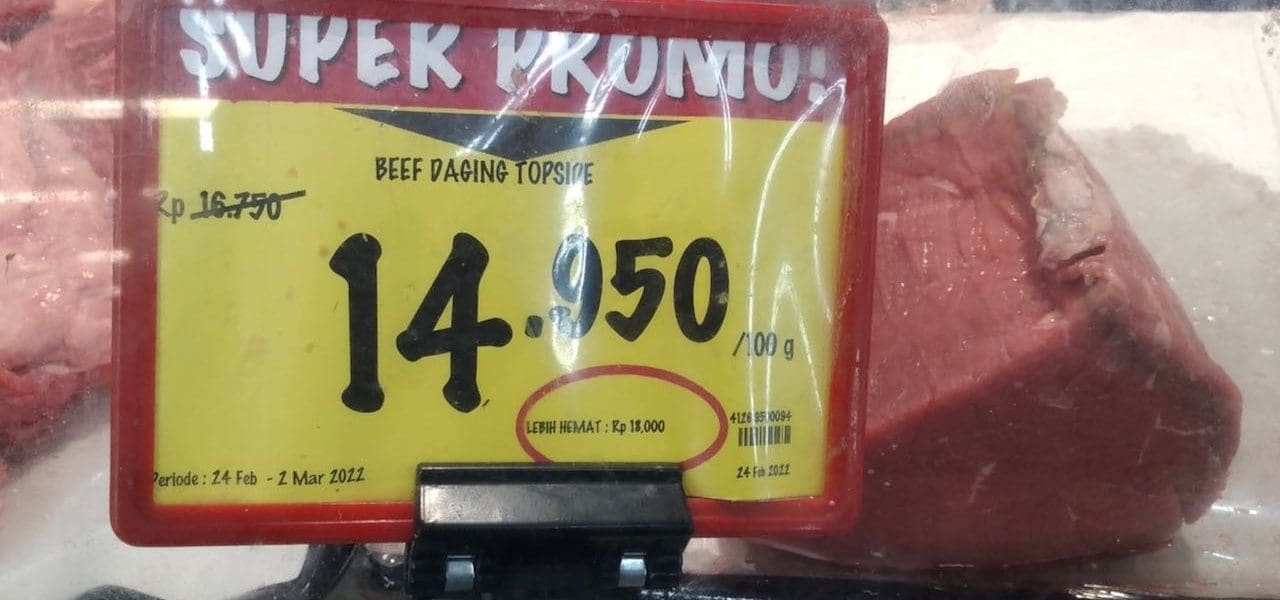 SUPER PROMO!
BEEF DAGING TOPSIDE
Rp 16.750
14.950
/100 g
LEBIH HEMAT : Rp 18,000
Periode : 24 Feb - 2 Mar 2022
24 Feb 2022